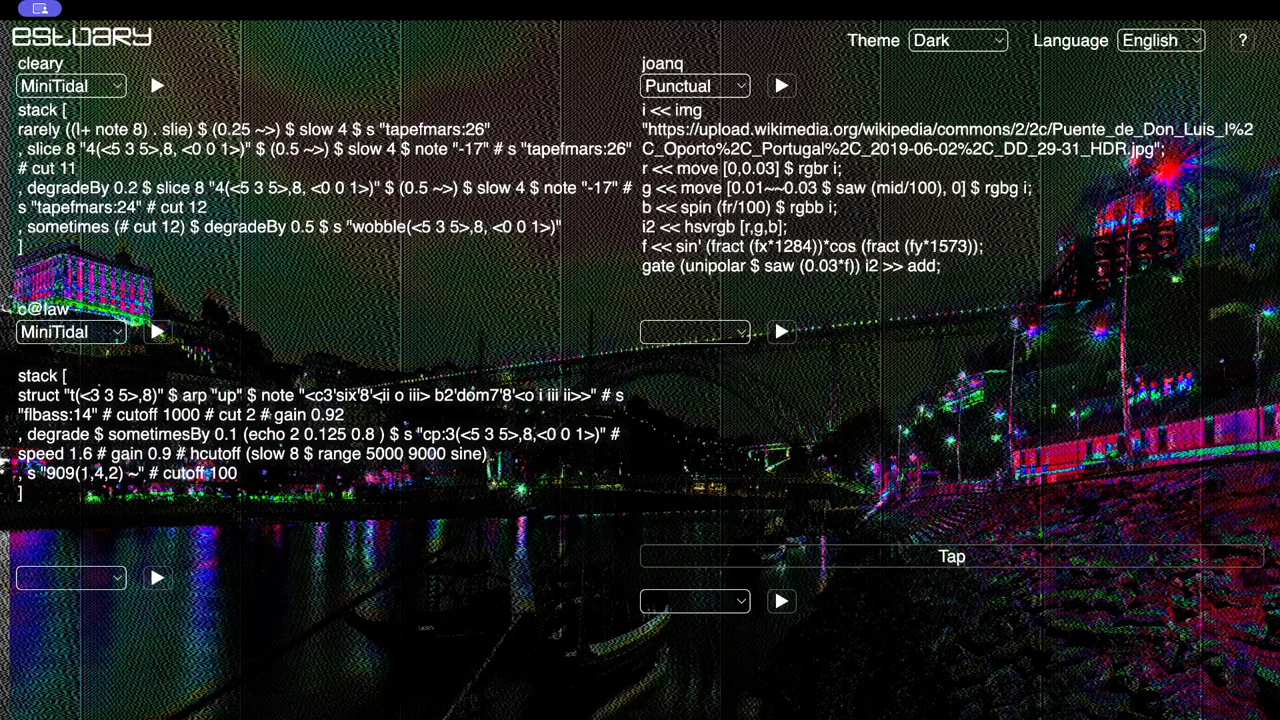 estuary
Theme Dark Language English ?
cleary
MiniTidal
stack [
rarely ((|+ note 8) . slie) $ (0.25 ~>) $ slow 4 $ s "tapefmars:26"
, slice 8 "4(<5 3 5>,8, <0 0 1>)" $ (0.5 ~>) $ slow 4 $ note "-17" # s "tapefmars:26"
# cut 11
, degradeBy 0.2 $ slice 8 "4(<5 3 5>,8, <0 0 1>)" $ (0.5 ~>) $ slow 4 $ note "-17" #
s "tapefmars:24" # cut 12
, sometimes (# cut 12) $ degradeBy 0.5 $ s "wobble(<5 3 5>,8, <0 0 1>)"
]
joanq
Punctual
i << img
"https://upload.wikimedia.org/wikipedia/commons/2/2c/Puente_de_Don_Luis_I%2
C_Oporto%2C_Portugal%2C_2019-06-02%2C_DD_29-31_HDR.jpg";
r << move [0,0.03] $ rgbr i;
g << move [0.01~~0.03 $ saw (mid/100), 0] $ rgbg i;
b << spin (fr/100) $ rgbb i;
i2 << hsvrgb [r,g,b];
f << sin' (fract (fx*1284))*cos (fract (fy*1573));
gate (unipolar $ saw (0.03*f)) i2 >> add;
c@law
MiniTidal
stack [
struct "t(<3 3 5>,8)" $ arp "up" $ note "<c3'six'8'<ii o iii> b2'dom7'8'<o i iii ii>>" # s
"flbass:14" # cutoff 1000 # cut 2 # gain 0.92
, degrade $ sometimesBy 0.1 (echo 2 0.125 0.8 ) $ s "cp:3(<5 3 5>,8,<0 0 1>)" #
speed 1.6 # gain 0.9 # hcutoff (slow 8 $ range 5000 9000 sine)
, s "909(1,4,2) ~" # cutoff 100
]
Tap